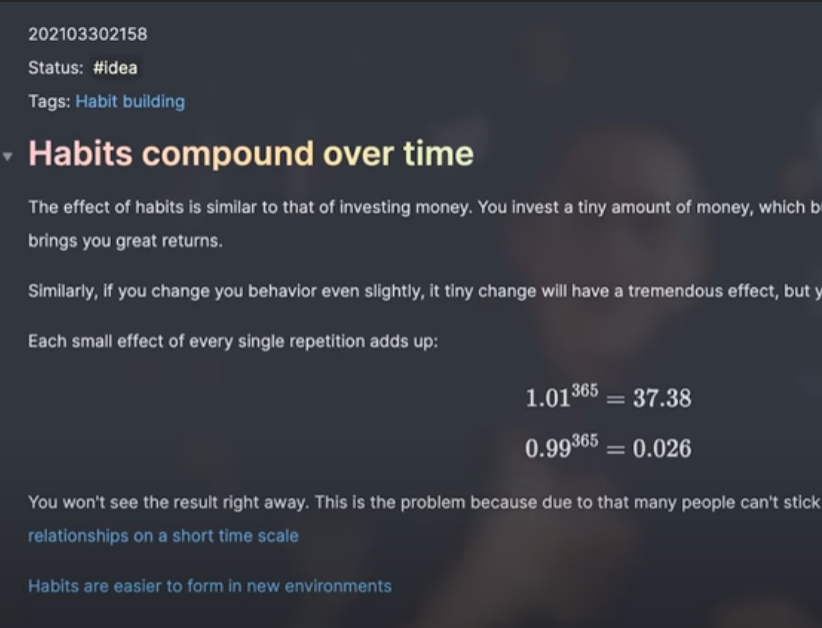 202103302158
Status: #idea
Tags: Habit building
Habits compound over time
The effect of habits is similar to that of investing money. You invest a tiny amount of money, which b
brings you great returns.
Similarly, if you change you behavior even slightly, it tiny change will have a tremendous effect, but y
Each small effect of every single repetition adds up:
1.01^365 = 37.38
0.99^365 = 0.026
You won't see the result right away. This is the problem because due to that many people can't stick
relationships on a short time scale
Habits are easier to form in new environments